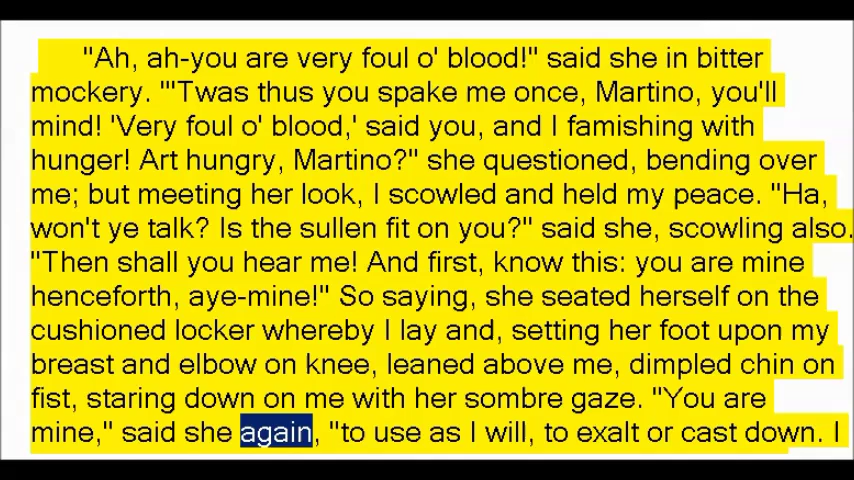 "Ah, ah-you are very foul o' blood!" said she in bitter
mockery. "'Twas thus you spake me once, Martino, you'll
mind! 'Very foul o' blood,' said you, and I famishing with
hunger! Art hungry, Martino?" she questioned, bending over
me; but meeting her look, I scowled and held my peace. "Ha,
won't ye talk? Is the sullen fit on you?" said she, scowling also.
"Then shall you hear me! And first, know this: you are mine
henceforth, aye-mine!" So saying, she seated herself on the
cushioned locker whereby I lay and, setting her foot upon my
breast and elbow on knee, leaned above me, dimpled chin on
fist, staring down on me with her sombre gaze. "You are
mine," said she again, "to use as I will, to exalt or cast down. I